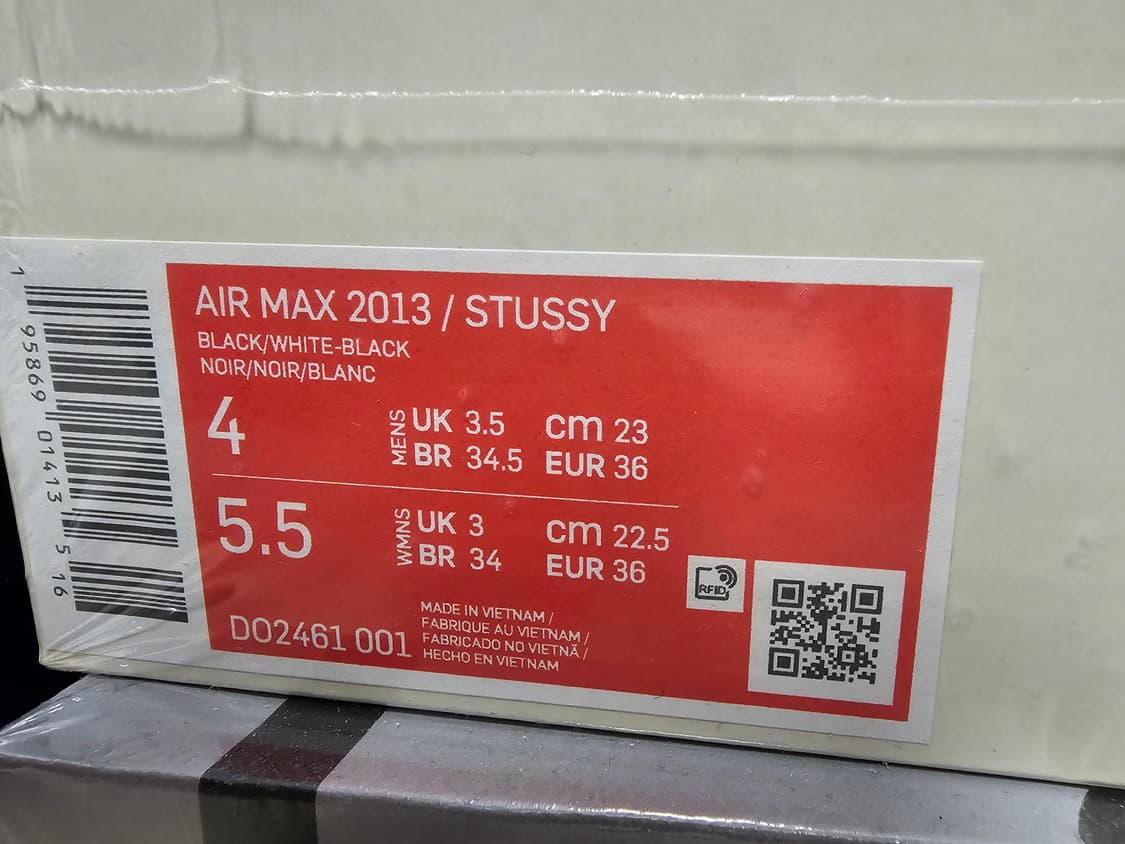 AIR MAX 2013 / STUSSY
BLACK/WHITE-BLACK
NOIR/NOIR/BLANC
4
MENS
UK 3.5 cm 23
BR 34.5 EUR 36
5.5
WMNS
UK 3 cm 22.5
BR 34 EUR 36
DO2461 001
MADE IN VIETNAM /
FABRIQUE AU VIETNAM /
FABRICADO NO VIETNÃ /
HECHO EN VIETNAM
RFID
1 95869 01413 5 16